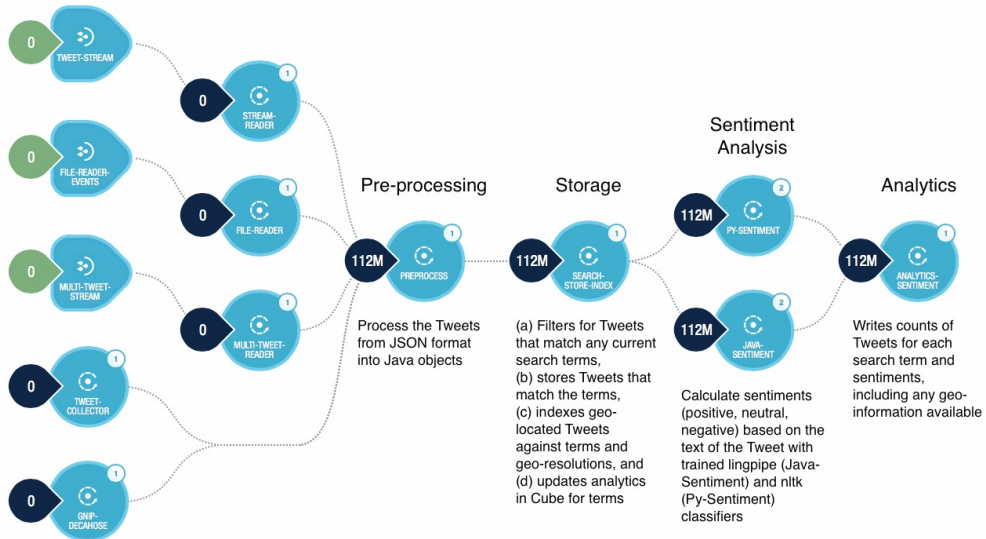 0
TWEET-STREAM
0
STREAM-
READER
1
0
FILE-READER-
EVENTS
0
FILE-READER
1
0
MULTI-TWEET-
STREAM
0
MULTI-TWEET-
READER
1
0
TWEET-
COLLECTOR
1
0
GNIP-
DECAHOSE
1
Pre-processing
112M
PREPROCESS
1
Process the Tweets
from JSON format
into Java objects
Storage
112M
SEARCH-
STORE-INDEX
1
(a) Filters for Tweets
that match any current
search terms,
(b) stores Tweets that
match the terms,
(c) indexes geo-
located Tweets
against terms and
geo-resolutions, and
(d) updates analytics
in Cube for terms
Sentiment
Analysis
112M
PY-SENTIMENT
2
112M
JAVA-
SENTIMENT
2
Calculate sentiments
(positive, neutral,
negative) based on the
text of the Tweet with
trained lingpipe (Java-
Sentiment) and nltk
(Py-Sentiment)
classifiers
Analytics
112M
ANALYTICS-
SENTIMENT
1
Writes counts of
Tweets for each
search term and
sentiments,
including any geo-
information available